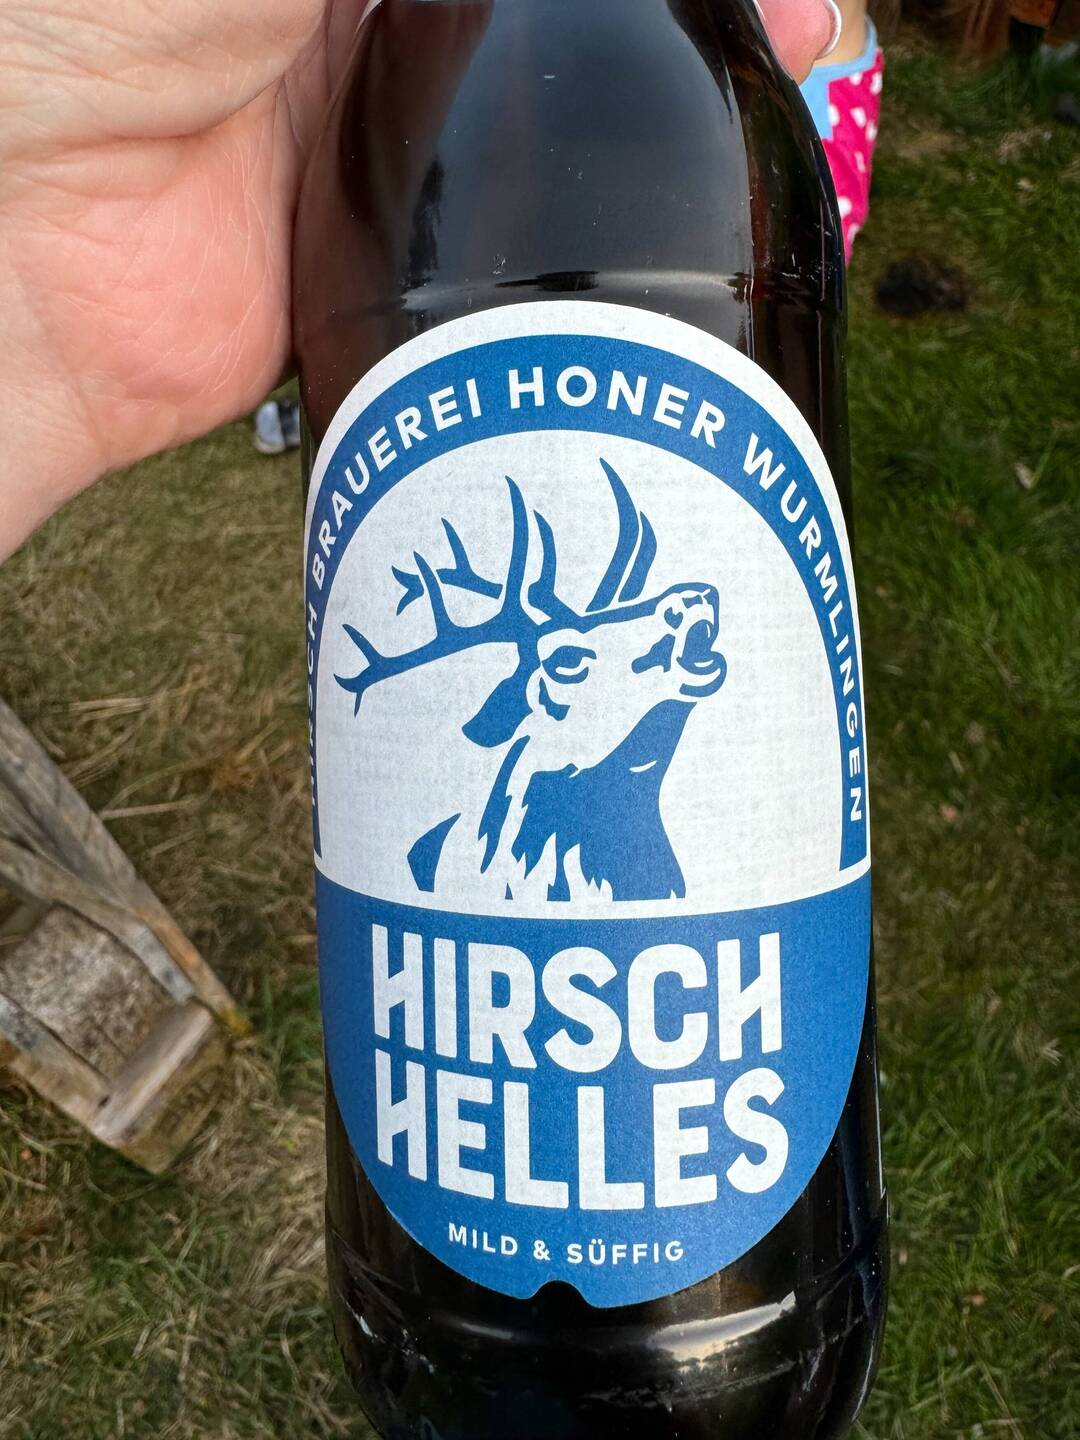 HIRSCH BRAUEREI HONER WURMLINGEN
HIRSCH
HELLES
MILD & SÜFFIG